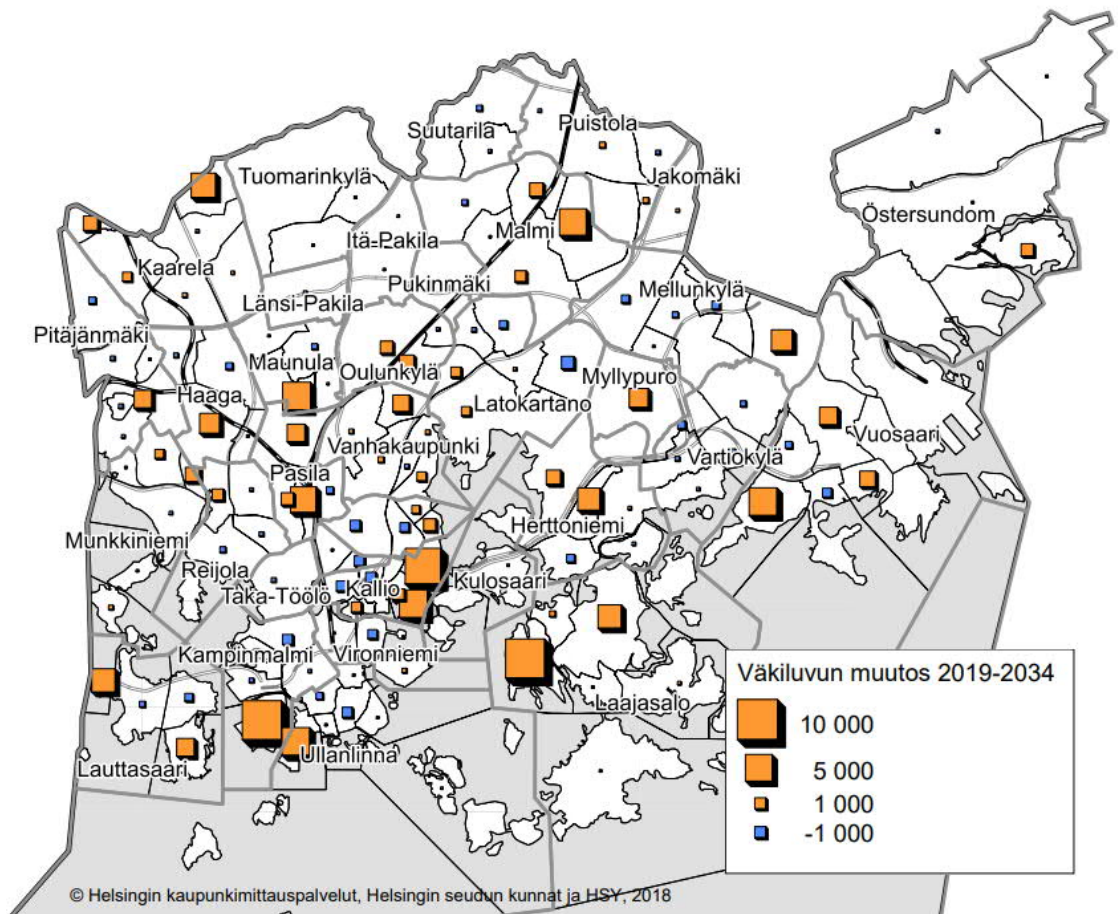 Suutarila
Puistola
Tuomarinkylä
Jakomäki
Östersundom
Malmi
Itä-Pakila
Kaarela
Pukinmäki
Mellunkylä
Länsi-Pakila
Pitäjänmäki
Maunula
Oulunkylä
Myllypuro
Haaga
Latokartano
Vuosaari
Vanhakaupunki
Vartiokylä
Pasila
Herttoniemi
Munkkiniemi
Reijola
Kulosaari
Taka-Töölö
Kallio
Kampinmalmi
Vironniemi
Laajasalo
Ullanlinna
Lauttasaari
Väkiluvun muutos 2019-2034
10 000
5 000
1 000
-1 000
© Helsingin kaupunkimittauspalvelut, Helsingin seudun kunnat ja HSY, 2018